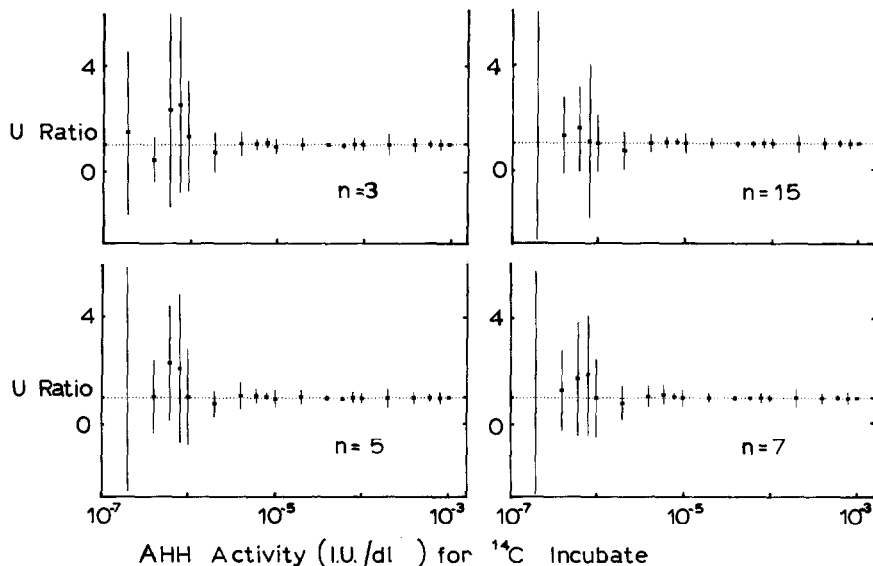 4
4
U Ratio
0
0
n=3
n=15
4
4
U Ratio
0
0
n=5
n=7
10⁻⁷ 10⁻⁵ 10⁻³ 10⁻⁷ 10⁻⁵ 10⁻³
AHH Activity (I.U./dl ) for ¹⁴C Incubate